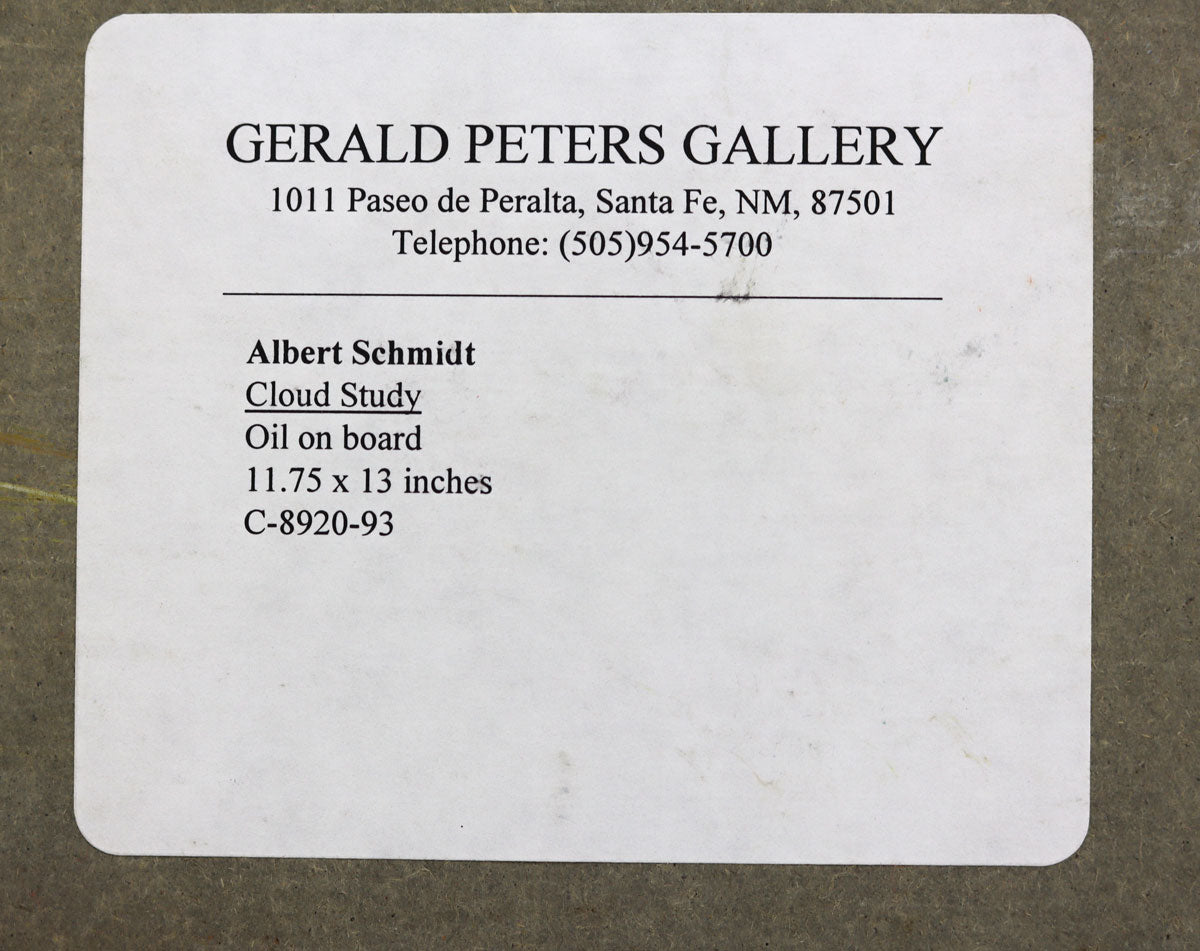 GERALD PETERS GALLERY
1011 Paseo de Peralta, Santa Fe, NM, 87501
Telephone: (505)954-5700
Albert Schmidt
Cloud Study
Oil on board
11.75 x 13 inches
C-8920-93